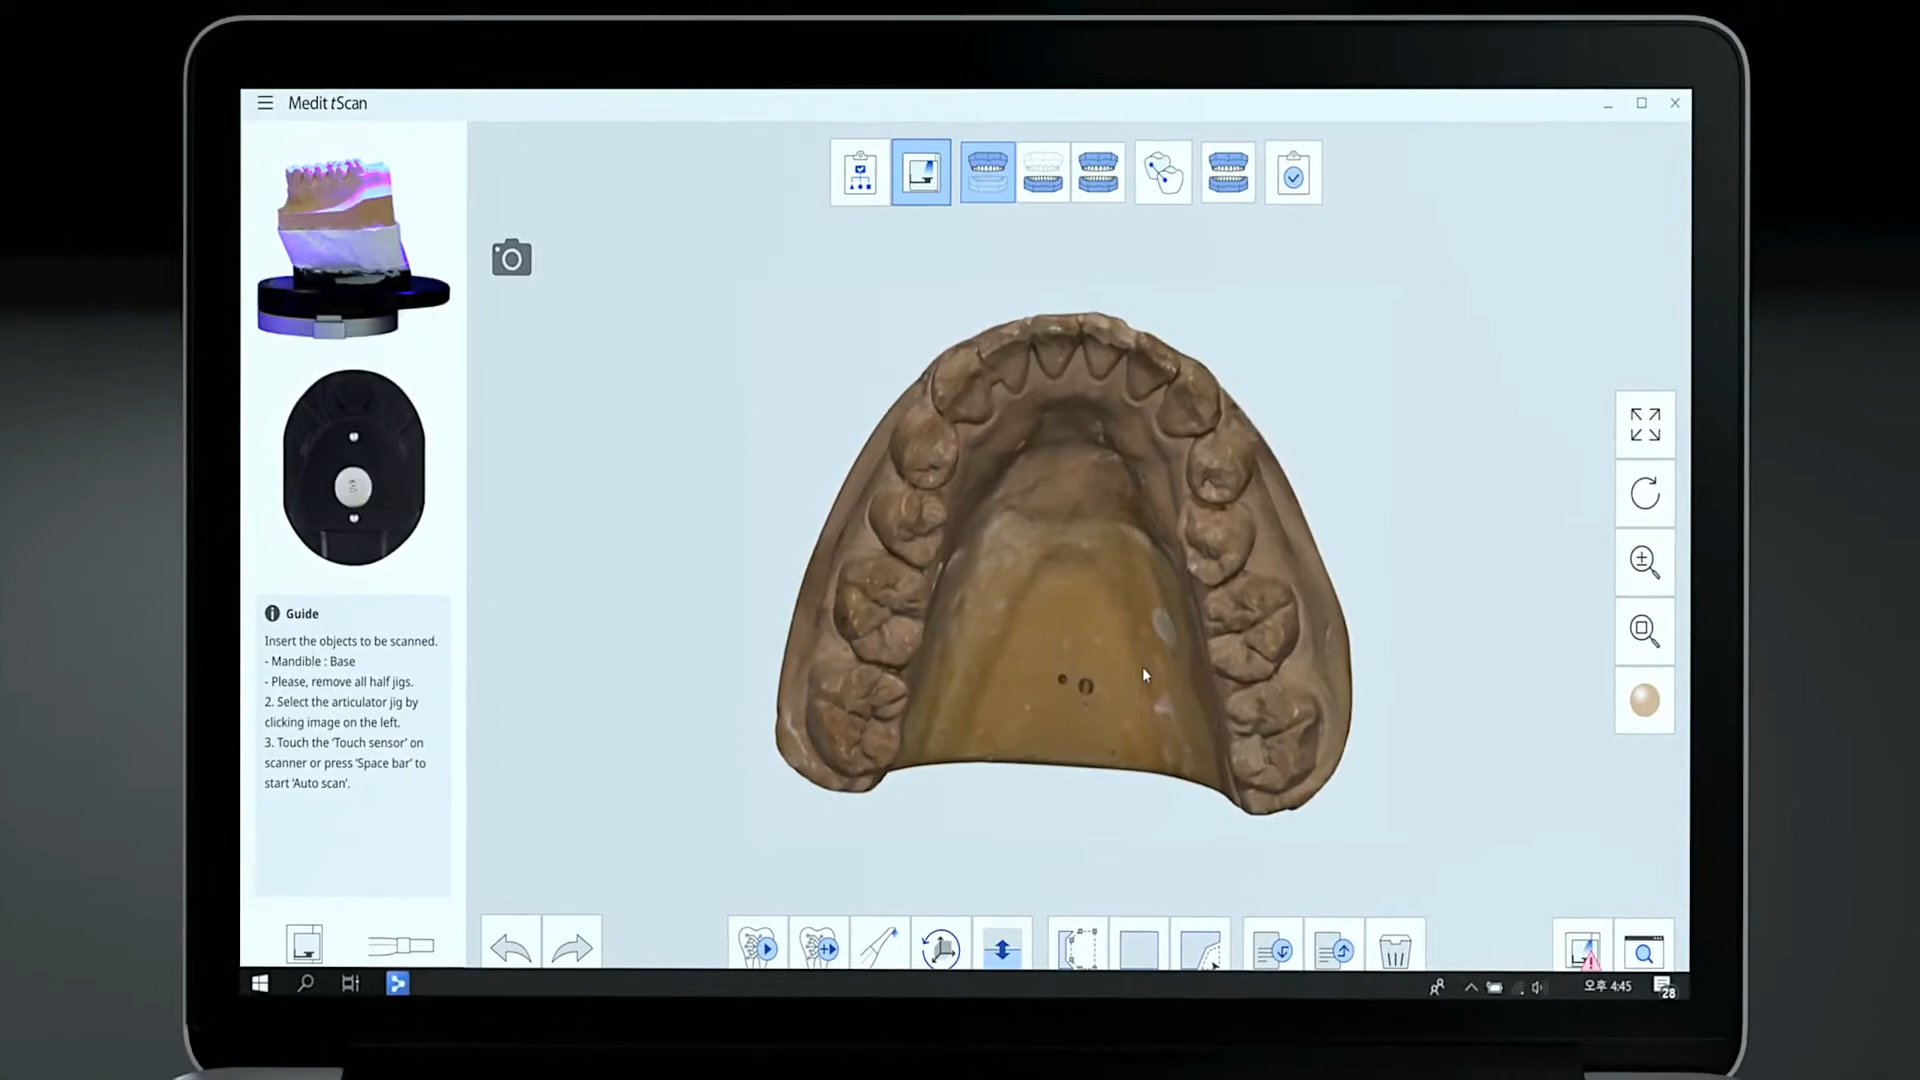 Medit tScan
Guide
Insert the objects to be scanned.
- Mandible : Base
- Please, remove all half jigs.
2. Select the articulator jig by
clicking image on the left.
3. Touch the 'Touch sensor' on
scanner or press 'Space bar' to
start 'Auto scan'.
오후 4:45
28